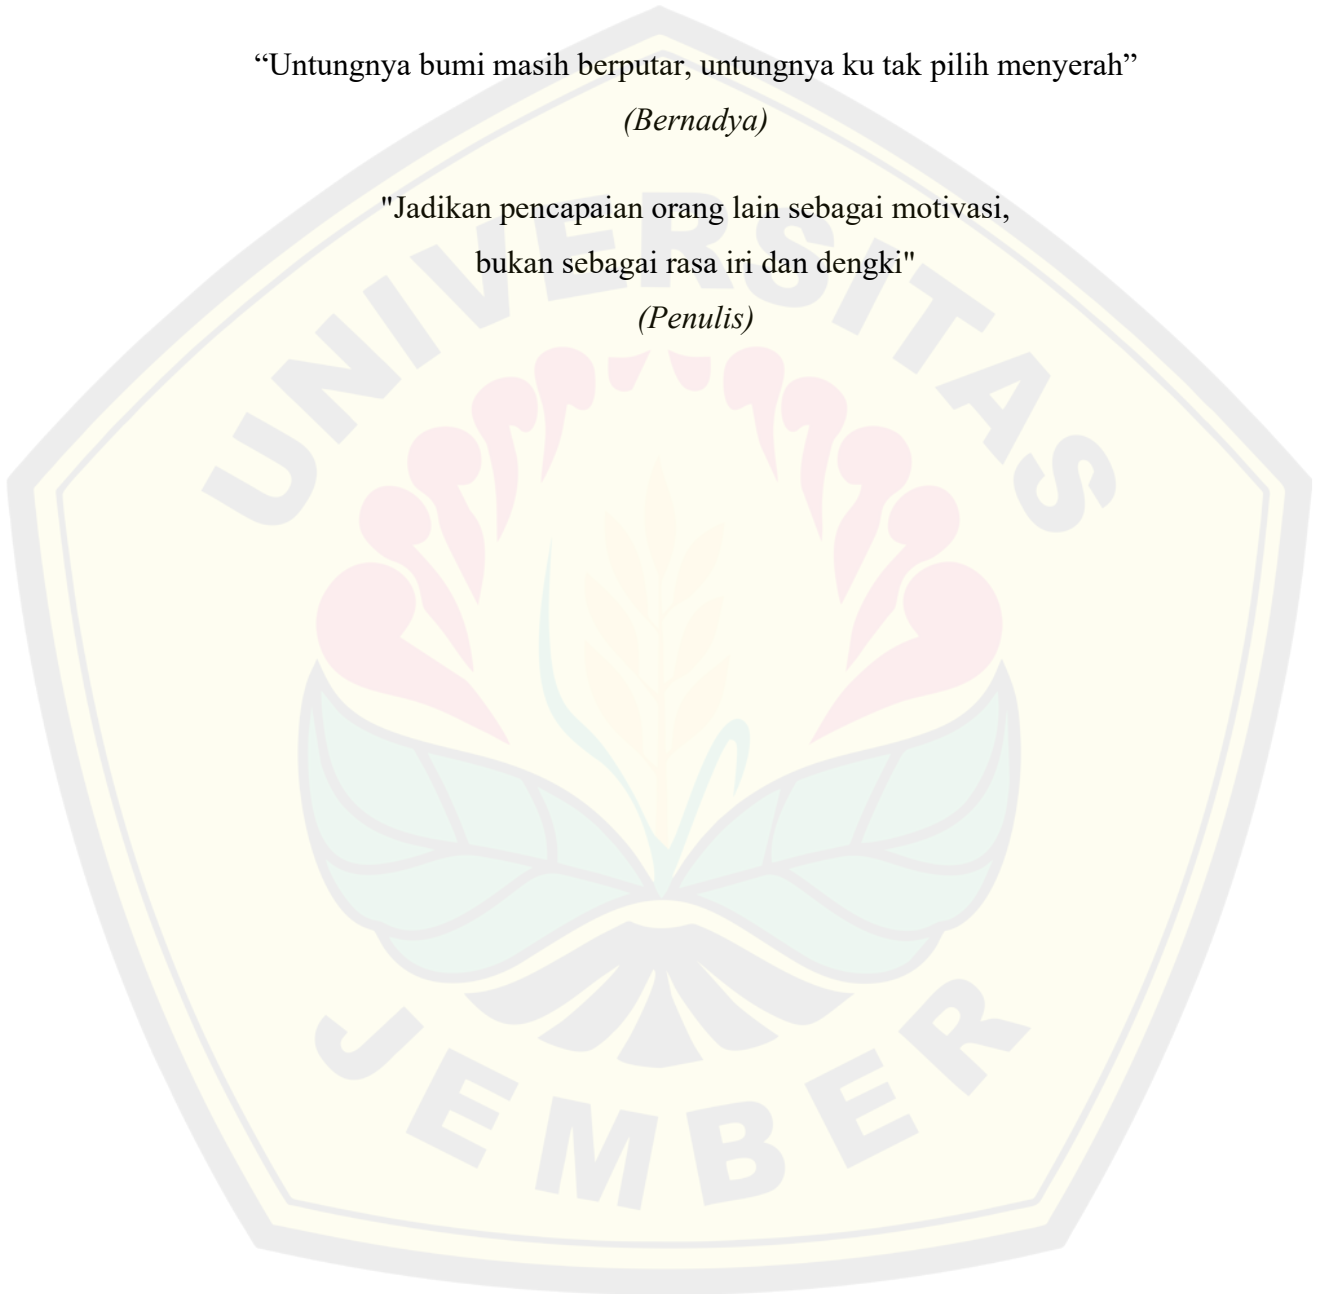 “Untungnya bumi masih berputar, untungnya ku tak pilih menyerah”
(Bernadya)
"Jadikan pencapaian orang lain sebagai motivasi,
bukan sebagai rasa iri dan dengki"
(Penulis)
UNIVERSITAS
JEMBER